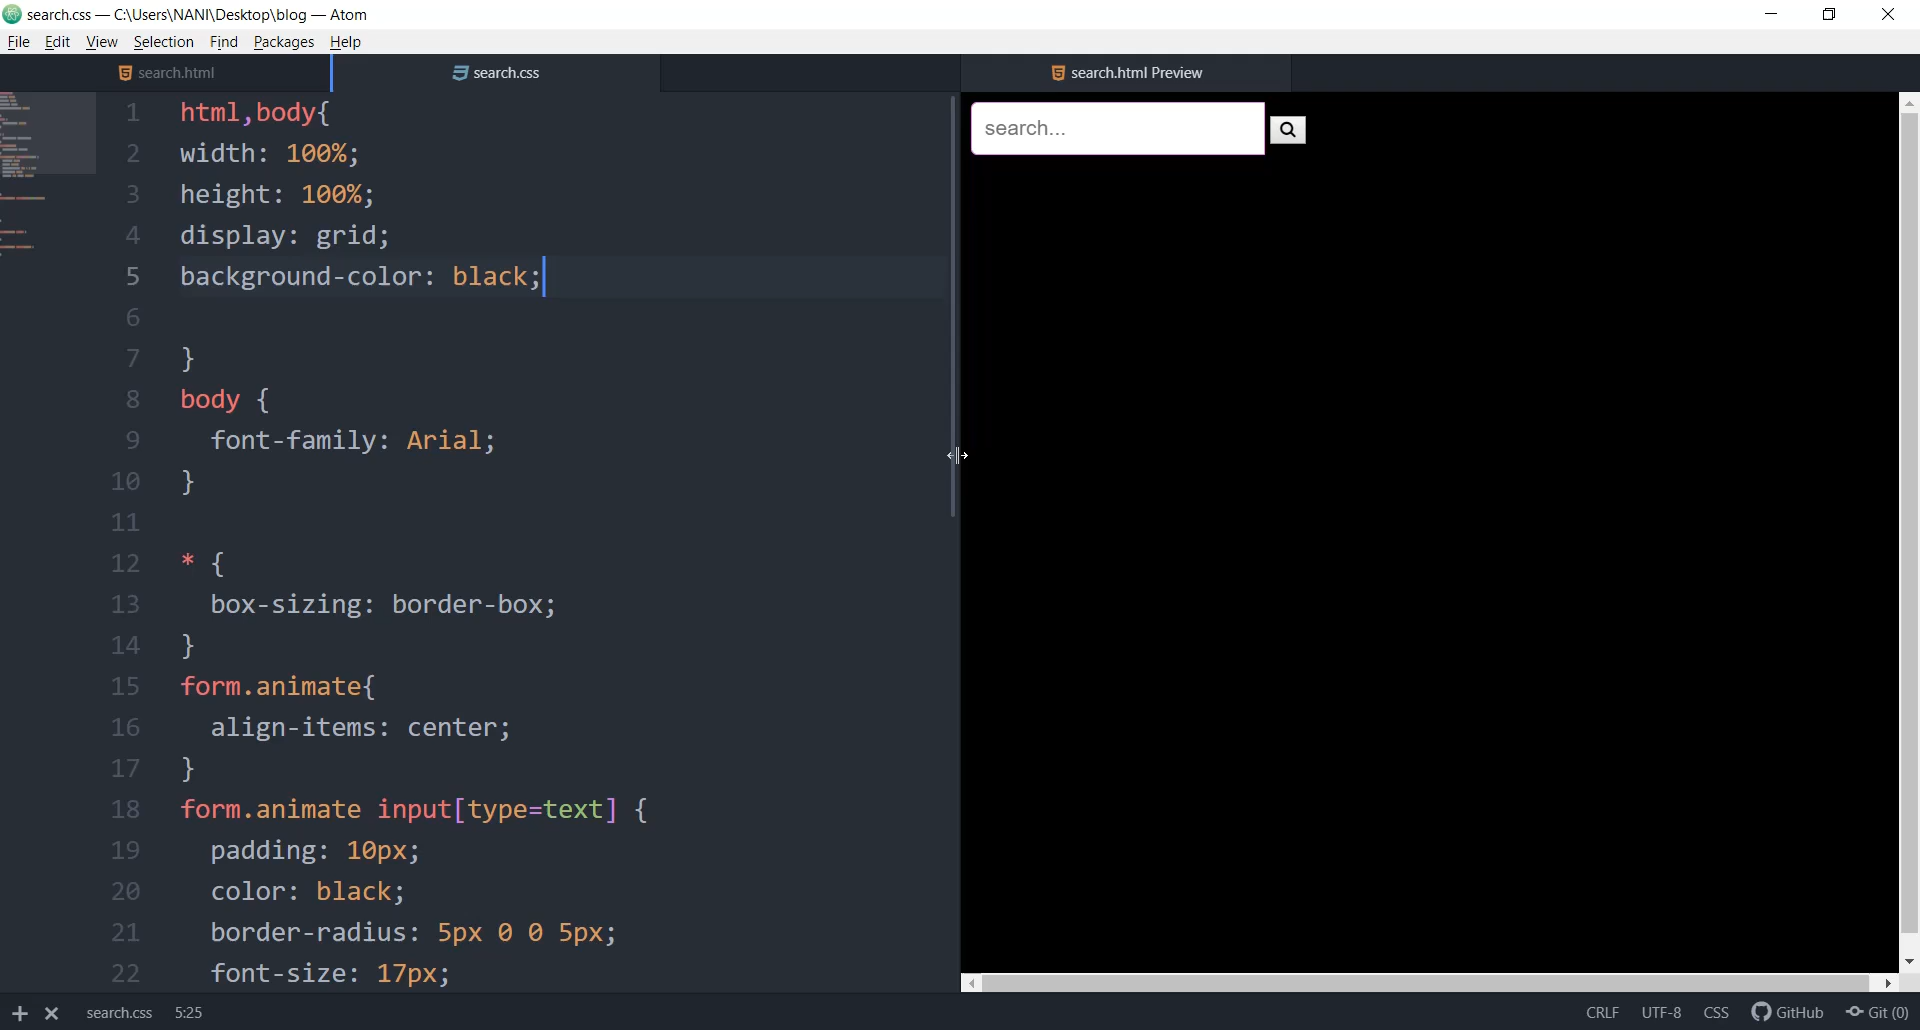 search.css — C:\Users\NANI\Desktop\blog — Atom
File Edit View Selection Find Packages Help
search.html search.css search.html Preview
1 html,body{
2 width: 100%;
3 height: 100%;
4 display: grid;
5 background-color: black;
6
7 }
8 body {
9 font-family: Arial;
10 }
11
12 * {
13 box-sizing: border-box;
14 }
15 form.animate{
16 align-items: center;
17 }
18 form.animate input[type=text] {
19 padding: 10px;
20 color: black;
21 border-radius: 5px 0 0 5px;
22 font-size: 17px;
search...
search.css 5:25 CRLF UTF-8 CSS GitHub Git (0)